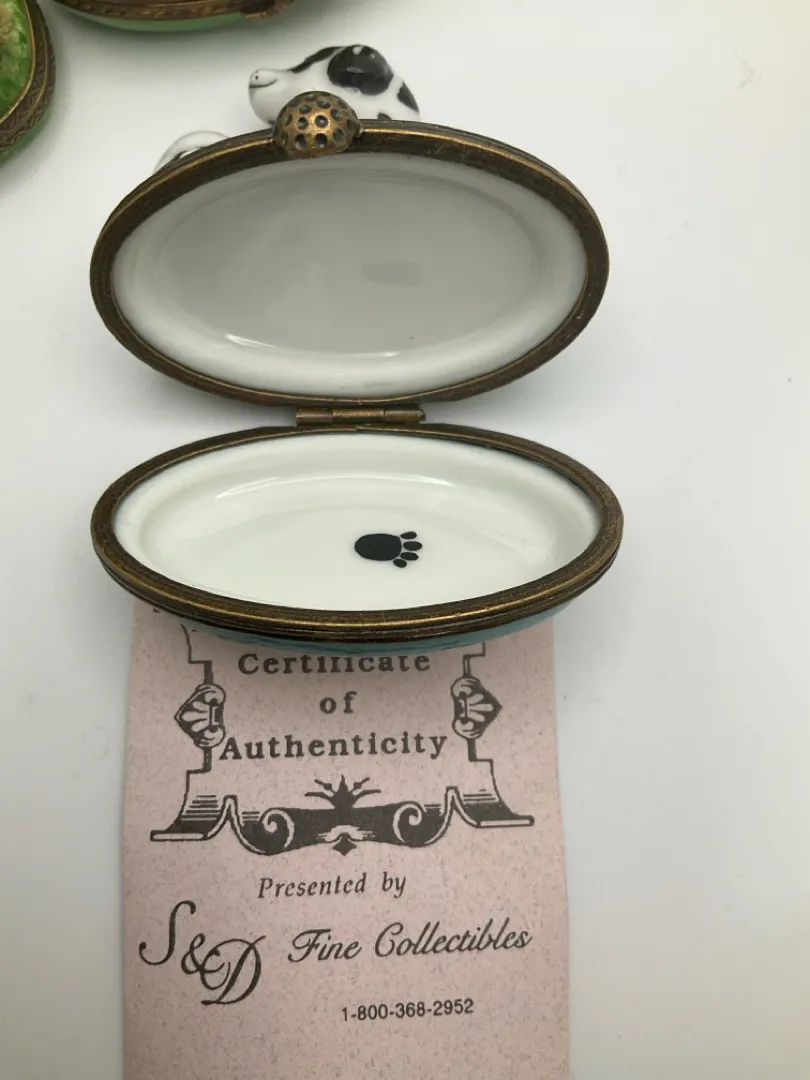 Certificate
of
Authenticity
Presented by
S&D Fine Collectibles
1-800-368-2952